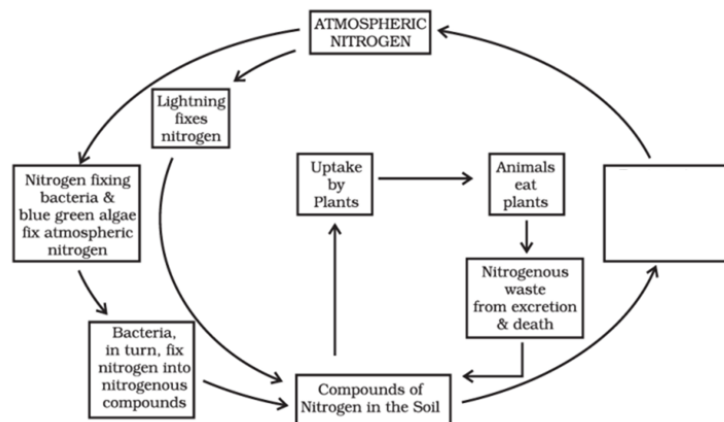 ATMOSPHERIC
NITROGEN
Lightning
fixes
nitrogen
Nitrogen fixing
bacteria &
blue green algae
fix atmospheric
nitrogen
Uptake
by
Plants
Animals
eat
plants
Nitrogenous
waste
from excretion
& death
Bacteria,
in turn, fix
nitrogen into
nitrogenous
compounds
Compounds of
Nitrogen in the Soil